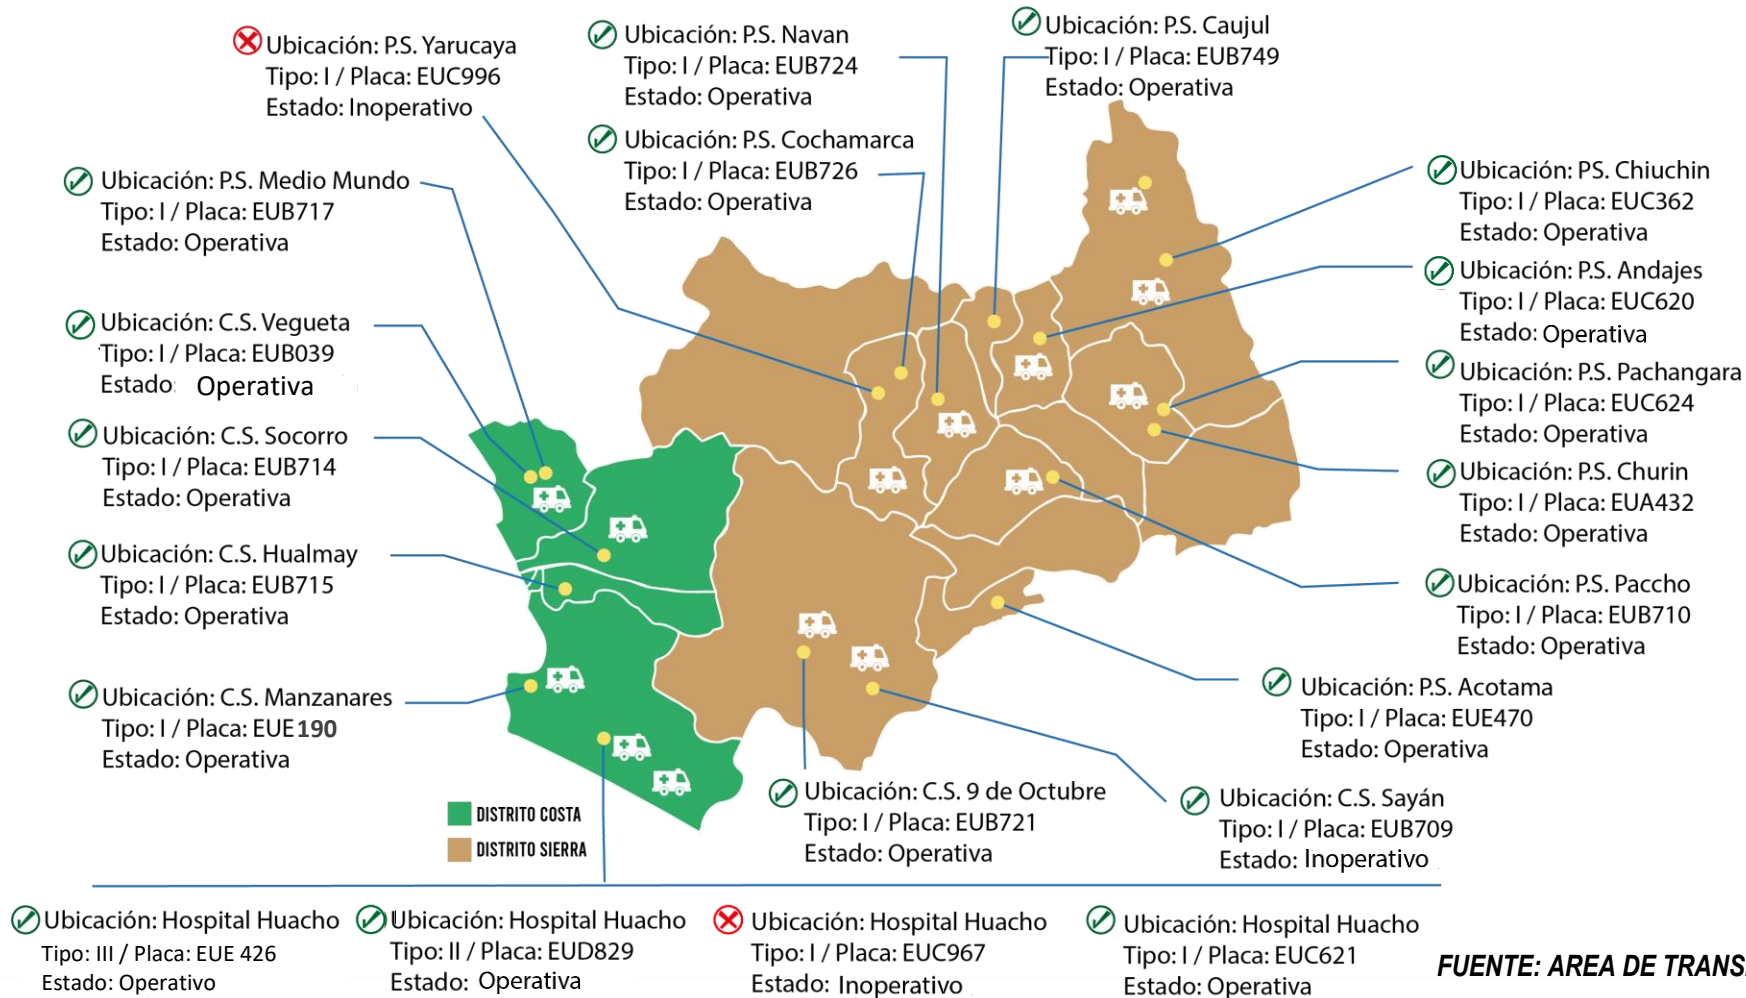 Ubicación: P.S. Yarucaya
Tipo: I / Placa: EUC996
Estado: Inoperativo
Ubicación: P.S. Navan
Tipo: I / Placa: EUB724
Estado: Operativa
Ubicación: P.S. Caujul
Tipo: I / Placa: EUB749
Estado: Operativa
Ubicación: P.S. Cochamarca
Tipo: I / Placa: EUB726
Estado: Operativa
Ubicación: P.S. Medio Mundo
Tipo: I / Placa: EUB717
Estado: Operativa
Ubicación: C.S. Vegueta
Tipo: I / Placa: EUB039
Estado: Operativa
Ubicación: C.S. Socorro
Tipo: I / Placa: EUB714
Estado: Operativa
Ubicación: C.S. Hualmay
Tipo: I / Placa: EUB715
Estado: Operativa
Ubicación: C.S. Manzanares
Tipo: I / Placa: EUE190
Estado: Operativa
Ubicación: PS. Chiuchin
Tipo: I / Placa: EUC362
Estado: Operativa
Ubicación: P.S. Andajes
Tipo: I / Placa: EUC620
Estado: Operativa
Ubicación: P.S. Pachangara
Tipo: I / Placa: EUC624
Estado: Operativa
Ubicación: P.S. Churin
Tipo: I / Placa: EUA432
Estado: Operativa
Ubicación: P.S. Paccho
Tipo: I / Placa: EUB710
Estado: Operativa
Ubicación: P.S. Acotama
Tipo: I / Placa: EUE470
Estado: Operativa
Ubicación: C.S. 9 de Octubre
Tipo: I / Placa: EUB721
Estado: Operativa
Ubicación: C.S. Sayán
Tipo: I / Placa: EUB709
Estado: Inoperativo
DISTRITO COSTA
DISTRITO SIERRA
Ubicación: Hospital Huacho
Tipo: III / Placa: EUE 426
Estado: Operativo
Ubicación: Hospital Huacho
Tipo: II / Placa: EUD829
Estado: Operativa
Ubicación: Hospital Huacho
Tipo: I / Placa: EUC967
Estado: Inoperativo
Ubicación: Hospital Huacho
Tipo: I / Placa: EUC621
Estado: Operativa
FUENTE: AREA DE TRANS